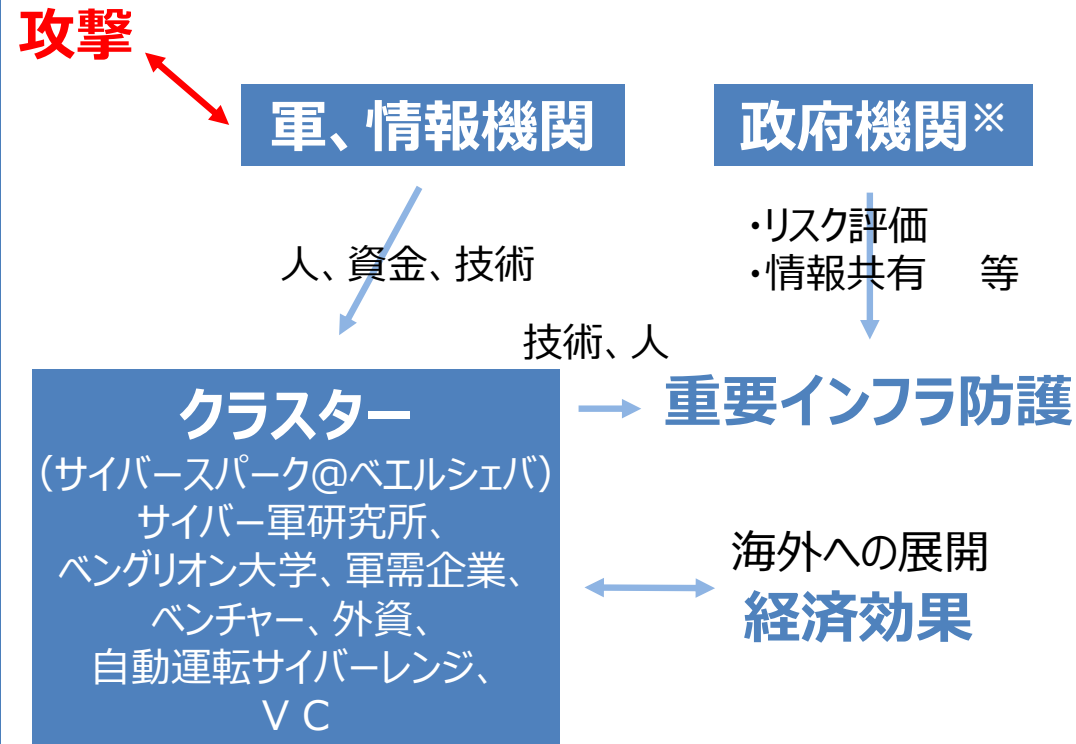 攻撃
軍、情報機関
政府機関※
人、資金、技術
・リスク評価
・情報共有　等
技術、人
クラスター
（サイバースパーク@ベエルシェバ）
サイバー軍研究所、
ベングリオン大学、軍需企業、
ベンチャー、外資、
自動運転サイバーレンジ、
ＶＣ
重要インフラ防護
海外への展開
経済効果